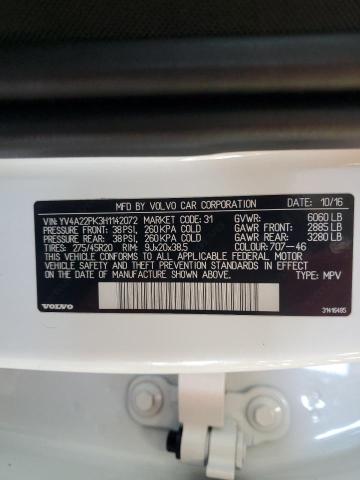 MFD BY VOLVO CAR CORPORATION DATE: 10/16
VIN: YV4A22PK3H1142072 MARKET CODE: 31 GVWR: 6060 LB
PRESSURE FRONT: 38 PSI, 260 KPA COLD GAWR FRONT: 2885 LB
PRESSURE REAR: 38 PSI, 260 KPA COLD GAWR REAR: 3280 LB
TIRES: 275/45R20 RIM: 9Jx20x38.5 COLOUR: 707-46
THIS VEHICLE CONFORMS TO ALL APPLICABLE FEDERAL MOTOR
VEHICLE SAFETY STANDARDS IN EFFECT ON THE
DATE OF MANUFACTURE SHOWN ABOVE.
TYPE: MPV
VOLVO
31416485